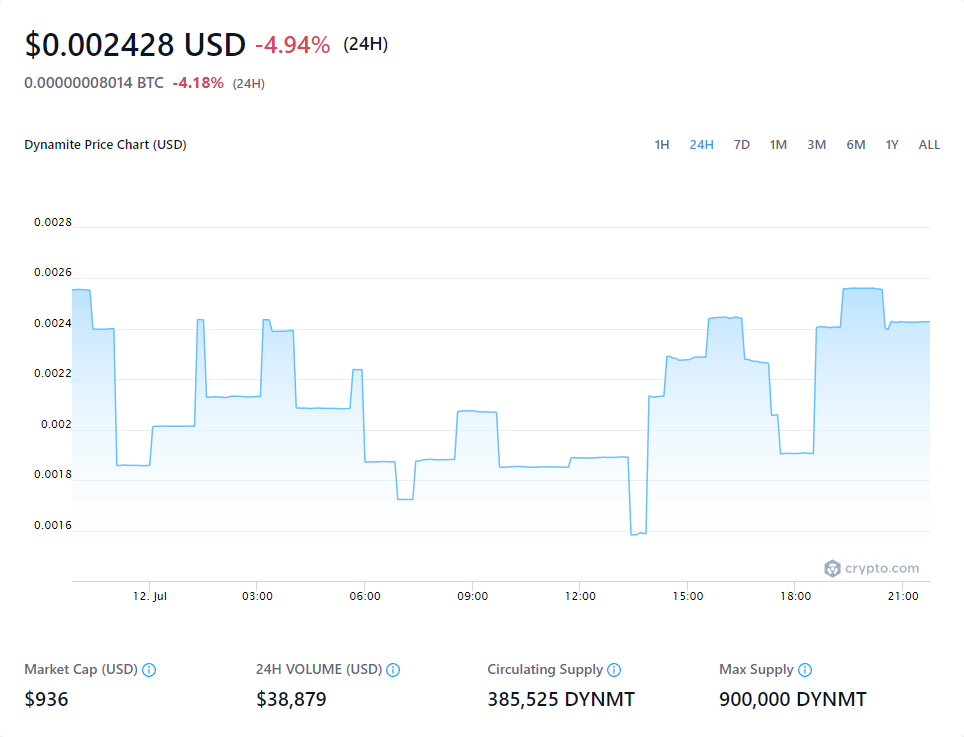 $0.002428 USD -4.94% (24H)
0.00000008014 BTC -4.18% (24H)
Dynamite Price Chart (USD) 1H 24H 7D 1M 3M 6M 1Y ALL
0.0028
0.0026
0.0024
0.0022
0.002
0.0018
0.0016
crypto.com
12. Jul 03:00 06:00 09:00 12:00 15:00 18:00 21:00
Market Cap (USD) 24H VOLUME (USD) Circulating Supply Max Supply
$936 $38,879 385,525 DYNMT 900,000 DYNMT